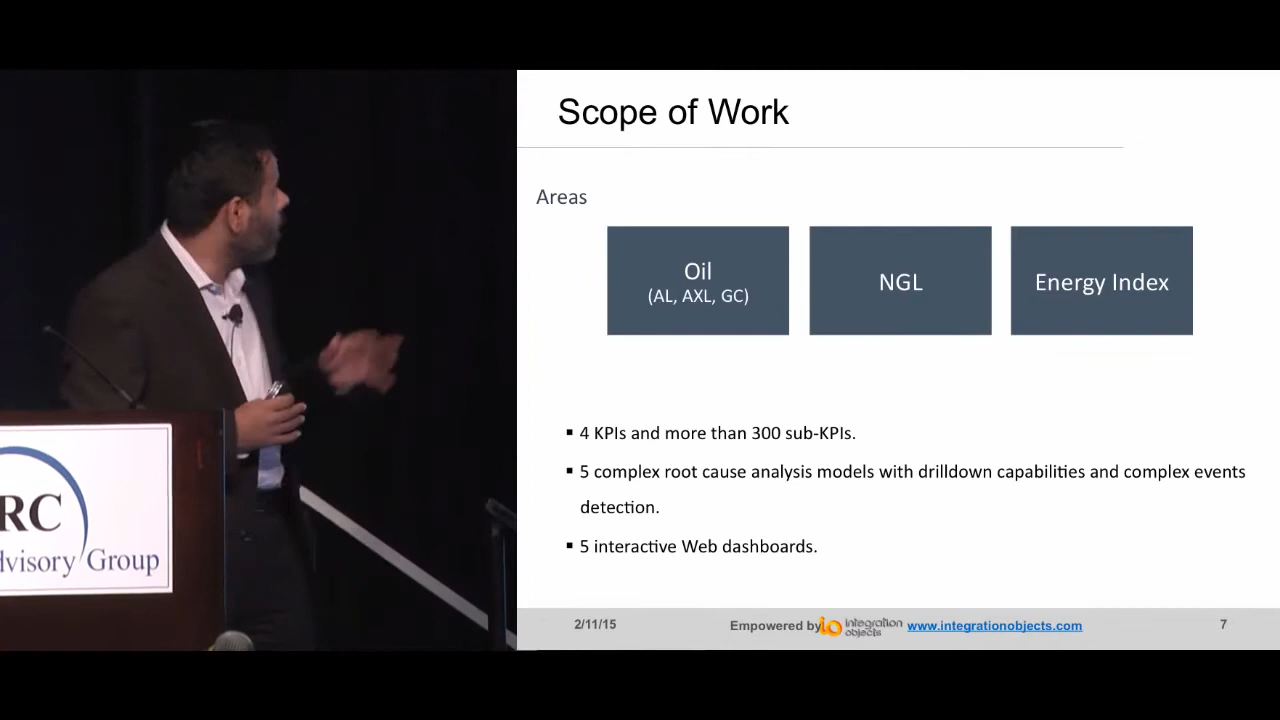 Scope of Work
Areas
Oil
(AL, AXL, GC)
NGL
Energy Index
▪ 4 KPIs and more than 300 sub-KPIs.
▪ 5 complex root cause analysis models with drilldown capabilities and complex events
detection.
▪ 5 interactive Web dashboards.
2/11/15
Empowered by
integration
objects
www.integrationobjects.com
7
RC
dvisory Group